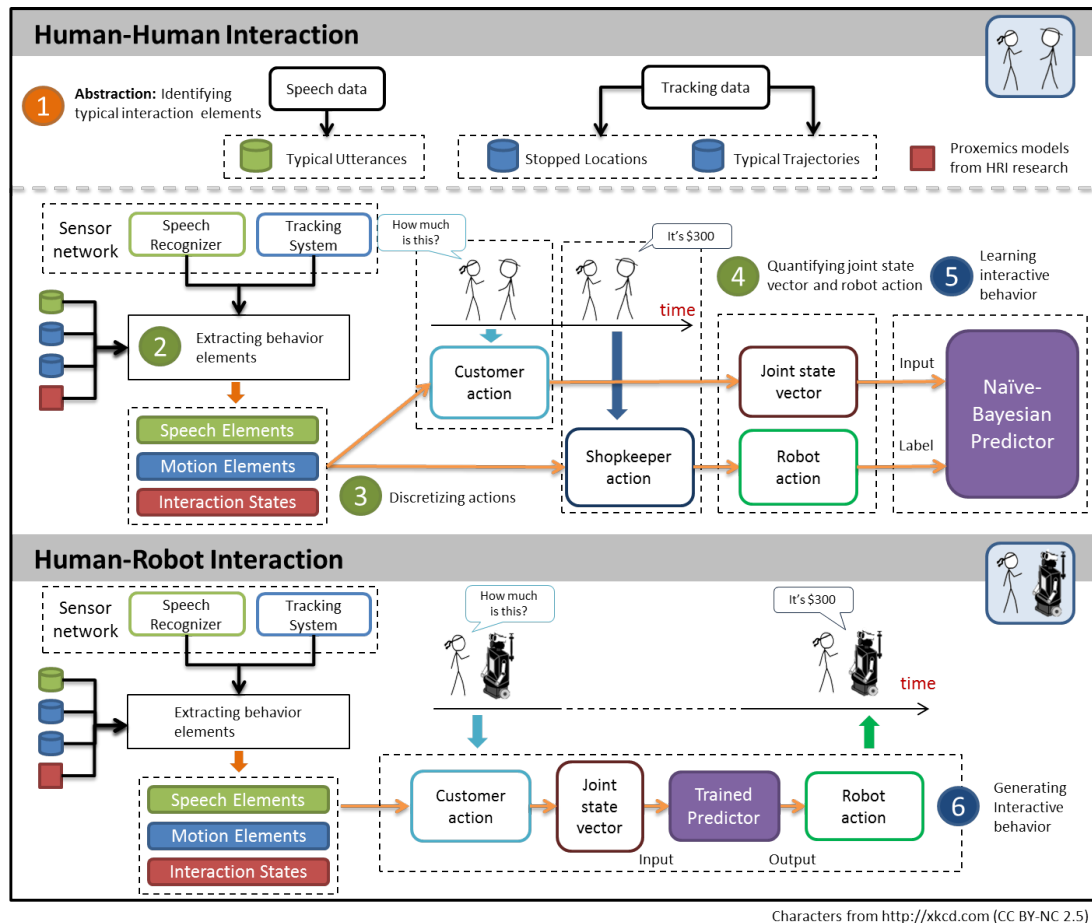 Human-Human Interaction
1
Abstraction: Identifying
typical interaction elements
Speech data
Tracking data
Typical Utterances
Stopped Locations
Typical Trajectories
Proxemics models
from HRI research
Sensor
network
Speech
Recognizer
Tracking
System
How much
is this?
It's $300
time
4
Quantifying joint state
vector and robot action
5
Learning
interactive
behavior
2
Extracting behavior
elements
Customer
action
Joint state
vector
Input
Naïve-
Bayesian
Predictor
Speech Elements
Motion Elements
Interaction States
3
Discretizing actions
Shopkeeper
action
Robot
action
Label
Human-Robot Interaction
Sensor
network
Speech
Recognizer
Tracking
System
How much
is this?
It's $300
time
Extracting behavior
elements
Speech Elements
Motion Elements
Interaction States
Customer
action
Joint
state
vector
Trained
Predictor
Robot
action
Input
Output
6
Generating
Interactive
behavior
Characters from http://xkcd.com (CC BY-NC 2.5)